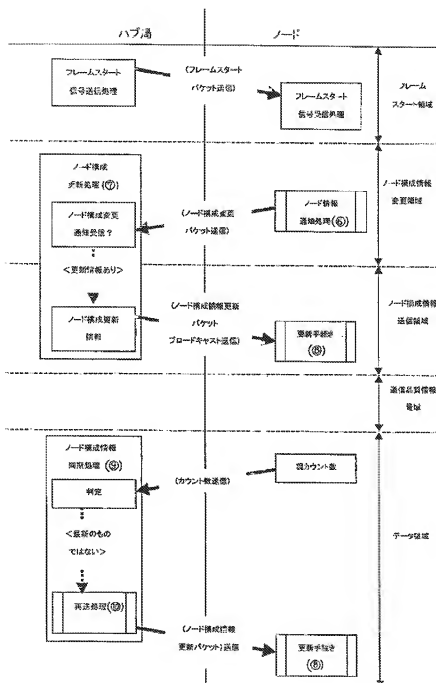 ハブ局
ノード
フレームスタート
信号送信処理
(フレームスタート
パケット送信)
フレームスタート
信号受信処理
フレーム
スタート領域
ノード構成
更新処理(⑦)
ノード構成変更
通知受信?
<更新情報あり>
ノード構成更新
情報
(ノード構成変更
パケット送信)
ノード情報
通知処理(⑥)
ノード構成情報
変更領域
(ノード構成情報更新
パケット
ブロードキャスト送信)
更新手続き
(⑧)
ノード構成情報
送信領域
通信品質情報
領域
ノード構成情報
同期処理(⑨)
判定
<最新のもの
ではない>
再送処理(⑩)
(カウント数送信)
カウント数
データ領域
(ノード構成情報
更新パケット)送信
更新手続き
(⑧)